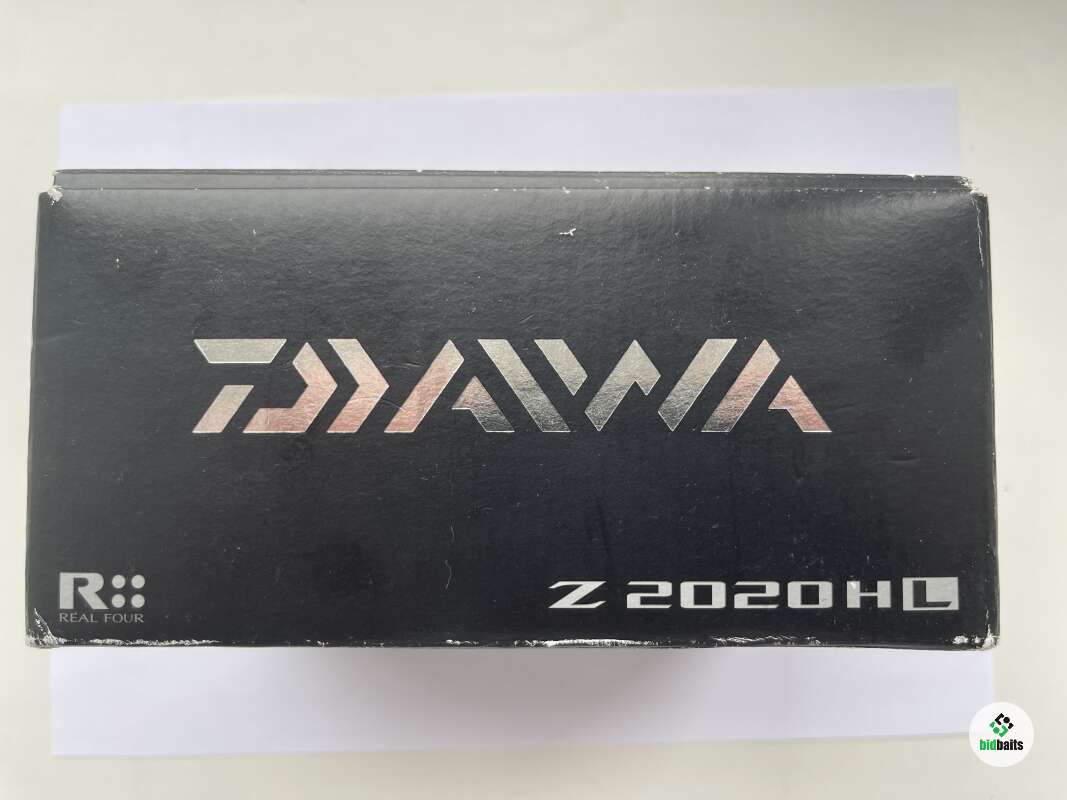 DAIWA
R
REAL FOUR
Z 2020HL
bidbaits